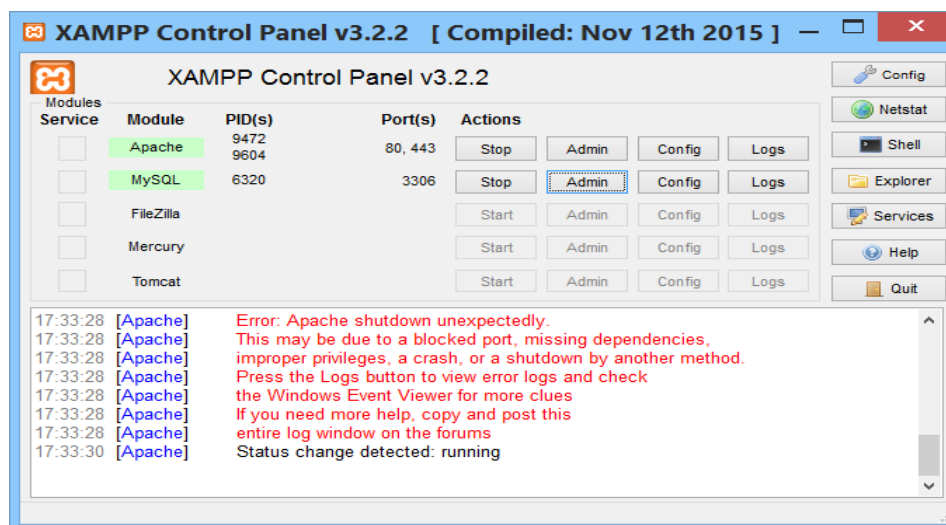 XAMPP Control Panel v3.2.2 [ Compiled: Nov 12th 2015 ]
XAMPP Control Panel v3.2.2
Config
Modules
Service Module PID(s) Port(s) Actions
Netstat
Apache 9472 80, 443 Stop Admin Config Logs
9604
Shell
MySQL 6320 3306 Stop Admin Config Logs
Explorer
FileZilla Start Admin Config Logs
Services
Mercury Start Admin Config Logs
Help
Tomcat Start Admin Config Logs
Quit
17:33:28 [Apache] Error: Apache shutdown unexpectedly.
17:33:28 [Apache] This may be due to a blocked port, missing dependencies,
17:33:28 [Apache] improper privileges, a crash, or a shutdown by another method.
17:33:28 [Apache] Press the Logs button to view error logs and check
17:33:28 [Apache] the Windows Event Viewer for more clues
17:33:28 [Apache] If you need more help, copy and post this
17:33:28 [Apache] entire log window on the forums
17:33:30 [Apache] Status change detected: running